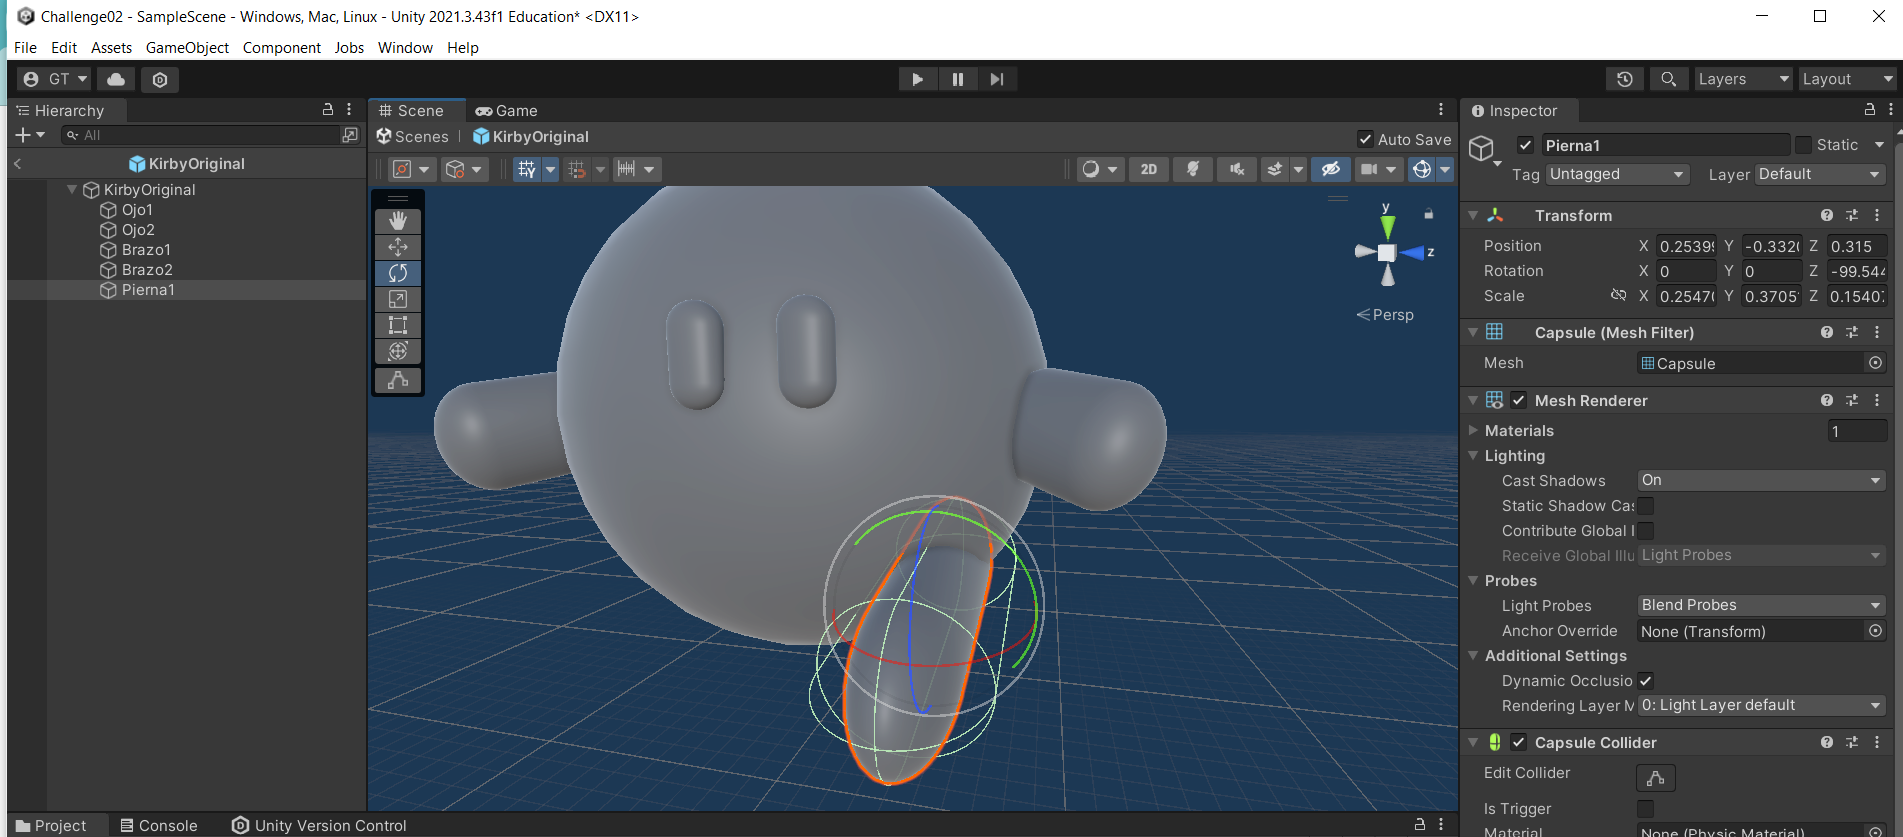 Challenge02 - SampleScene - Windows, Mac, Linux - Unity 2021.3.43f1 Education* <DX11>
File Edit Assets GameObject Component Jobs Window Help
GT
Layers Layout
Hierarchy
All
KirbyOriginal
KirbyOriginal
Ojo1
Ojo2
Brazo1
Brazo2
Pierna1
Scene Game
Scenes KirbyOriginal Auto Save
2D
y
z
Persp
Inspector
Pierna1 Static
Tag Untagged Layer Default
Transform
Position X 0.2539 Y -0.332 Z 0.315
Rotation X 0 Y 0 Z -99.544
Scale X 0.2547 Y 0.3705 Z 0.1540
Capsule (Mesh Filter)
Mesh Capsule
Mesh Renderer
Materials 1
Lighting
Cast Shadows On
Static Shadow Cas
Contribute Global I
Receive Global Illu Light Probes
Probes
Light Probes Blend Probes
Anchor Override None (Transform)
Additional Settings
Dynamic Occlusio
Rendering Layer M 0: Light Layer default
Capsule Collider
Edit Collider
Is Trigger
Material None (Physic Material)
Project Console Unity Version Control